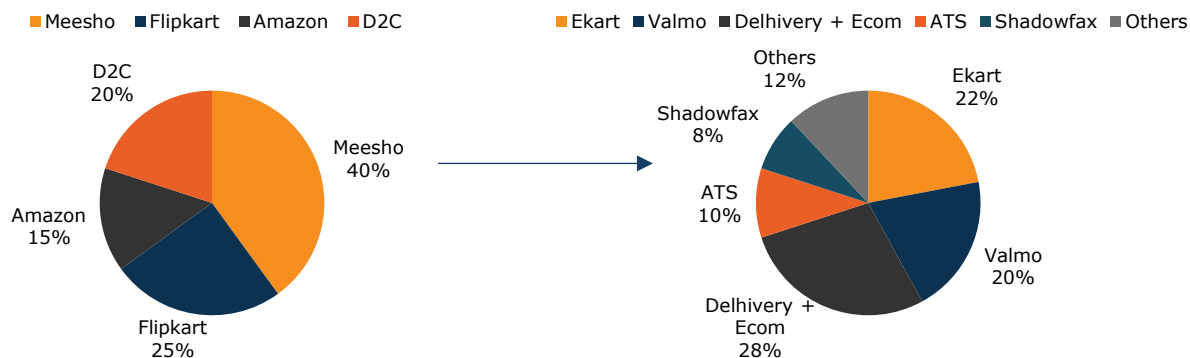 Meesho Flipkart Amazon D2C
D2C
20%
Meesho
40%
Amazon
15%
Flipkart
25%
Ekart Valmo Delhivery + Ecom ATS Shadowfax Others
Others
12%
Ekart
22%
Shadowfax
8%
ATS
10%
Valmo
20%
Delhivery +
Ecom
28%